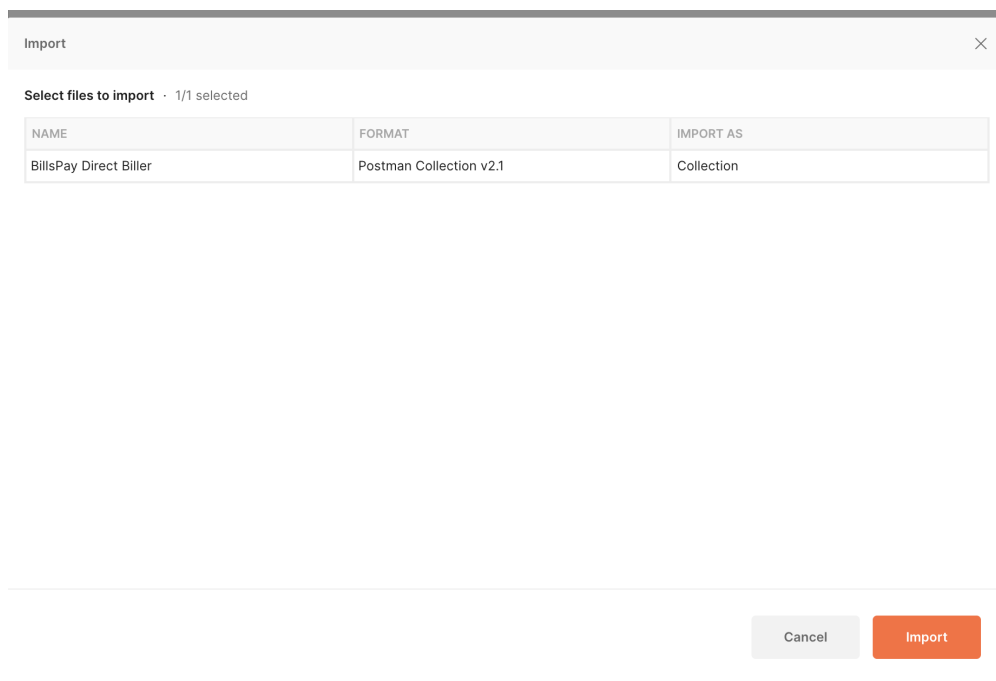 Import
Select files to import · 1/1 selected
NAME FORMAT IMPORT AS
BillsPay Direct Biller Postman Collection v2.1 Collection
Cancel Import